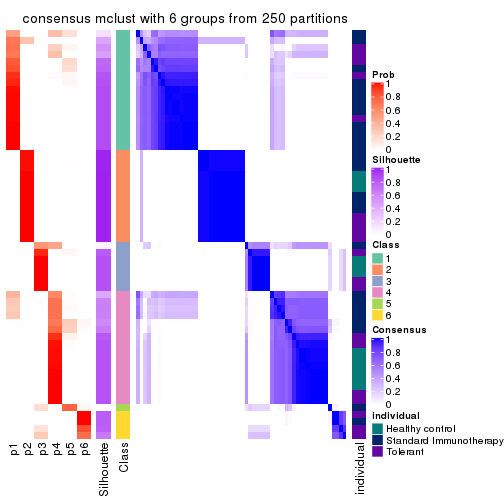 consensus mclust with 6 groups from 250 partitions
Prob
1
0.8
0.6
0.4
0.2
0
Silhouette
1
0.8
0.6
0.4
0.2
0
Class
1
2
3
4
5
6
Consensus
1
0.8
0.6
0.4
0.2
0
individual
Healthy control
Standard Immunotherapy
Tolerant
p1
p2
p3
p4
p5
p6
Silhouette
Class
individual